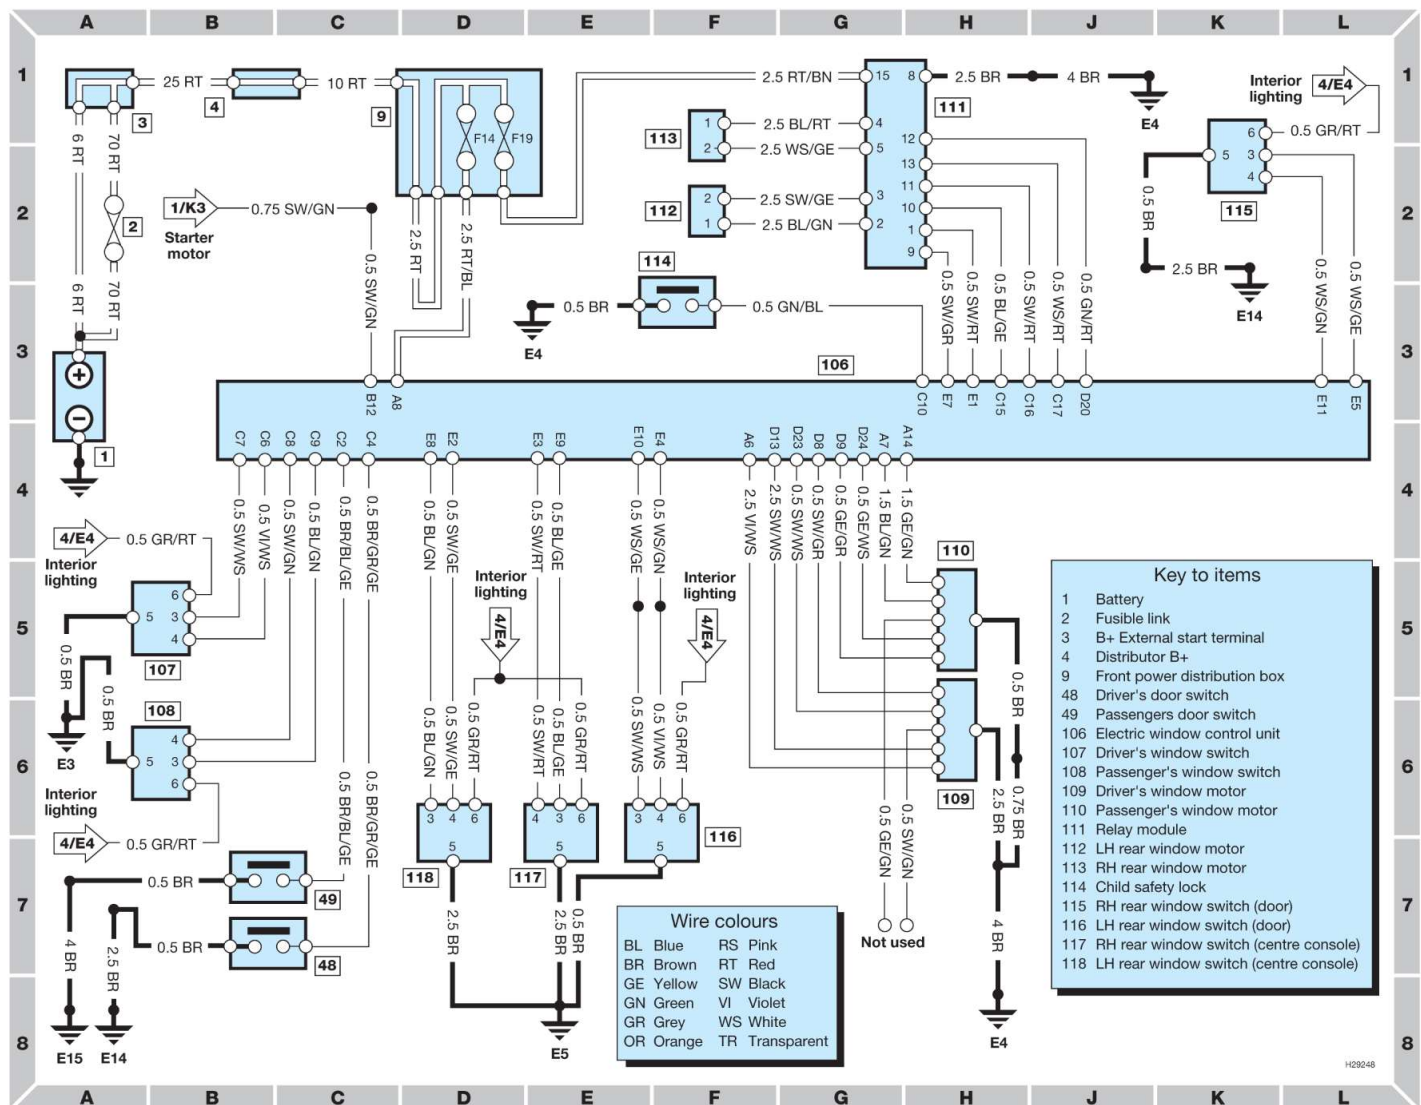 A B C D E F G H J K L
1 1
2 2
3 3
4 4
5 5
6 6
7 7
8 8
3
25 RT
4
10 RT
9
F14 F19
6 RT
70 RT
2
6 RT
70 RT
1
1/K3
Starter
motor
0.75 SW/GN
0.5 SW/GN
2.5 RT
2.5 RT/BL
2.5 RT/BN
15 8
2.5 BR
4 BR
E4
111
113
1 2.5 BL/RT 4
2 2.5 WS/GE 5
112
2 2.5 SW/GE 3
1 2.5 BL/GN 2
12
13
11
10
1
9
114
E4
0.5 BR
0.5 GN/BL
0.5 SW/GR
0.5 SW/RT
0.5 BL/GE
0.5 SW/RT
0.5 WS/RT
0.5 GN/RT
Interior
lighting
4/E4
0.5 GR/RT
6
5 3
4
115
0.5 BR
2.5 BR
E14
0.5 WS/GN
0.5 WS/GE
106
B12 A8 C10 E7 E1 C15 C16 C17 D20 E11 E5
C7 C6 C8 C9 C2 C4 E8 E2 E3 E9 E10 E4 A6 D13 D23 D8 D9 D24 A7 A14
0.5 SW/WS
0.5 VI/WS
0.5 SW/GN
0.5 BL/GN
0.5 BR/BL/GE
0.5 BR/GR/GE
0.5 BL/GN
0.5 SW/GE
0.5 SW/RT
0.5 BL/GE
0.5 WS/GE
0.5 WS/GN
2.5 VI/WS
2.5 SW/WS
0.5 SW/WS
0.5 SW/GR
0.5 GE/GR
0.5 GE/WS
1.5 BL/GN
1.5 GE/GN
4/E4
0.5 GR/RT
Interior
lighting
6
5 3
4
107
0.5 BR
0.5 BR
E3
108
4
5 3
6
Interior
lighting
4/E4
0.5 GR/RT
0.5 BR/BL/GE
0.5 BR/GR/GE
0.5 BR
49
0.5 BR
48
4 BR
2.5 BR
E15
E14
Interior
lighting
4/E4
Interior
lighting
4/E4
0.5 BL/GN
0.5 SW/GE
0.5 GR/RT
0.5 SW/RT
0.5 BL/GE
0.5 GR/RT
0.5 SW/WS
0.5 VI/WS
0.5 GR/RT
3 4 6
4 3 6
3 4 6
5
5
5
118
117
116
2.5 BR
2.5 BR
0.5 BR
E5
110
109
0.5 BR
2.5 BR
0.75 BR
4 BR
E4
0.5 GE/GN
0.5 SW/GN
Not used
Wire colours
BL Blue RS Pink
BR Brown RT Red
GE Yellow SW Black
GN Green VI Violet
GR Grey WS White
OR Orange TR Transparent
Key to items
1 Battery
2 Fusible link
3 B+ External start terminal
4 Distributor B+
9 Front power distribution box
48 Driver's door switch
49 Passengers door switch
106 Electric window control unit
107 Driver's window switch
108 Passenger's window switch
109 Driver's window motor
110 Passenger's window motor
111 Relay module
112 LH rear window motor
113 RH rear window motor
114 Child safety lock
115 RH rear window switch (door)
116 LH rear window switch (door)
117 RH rear window switch (centre console)
118 LH rear window switch (centre console)
H29246
A B C D E F G H J K L